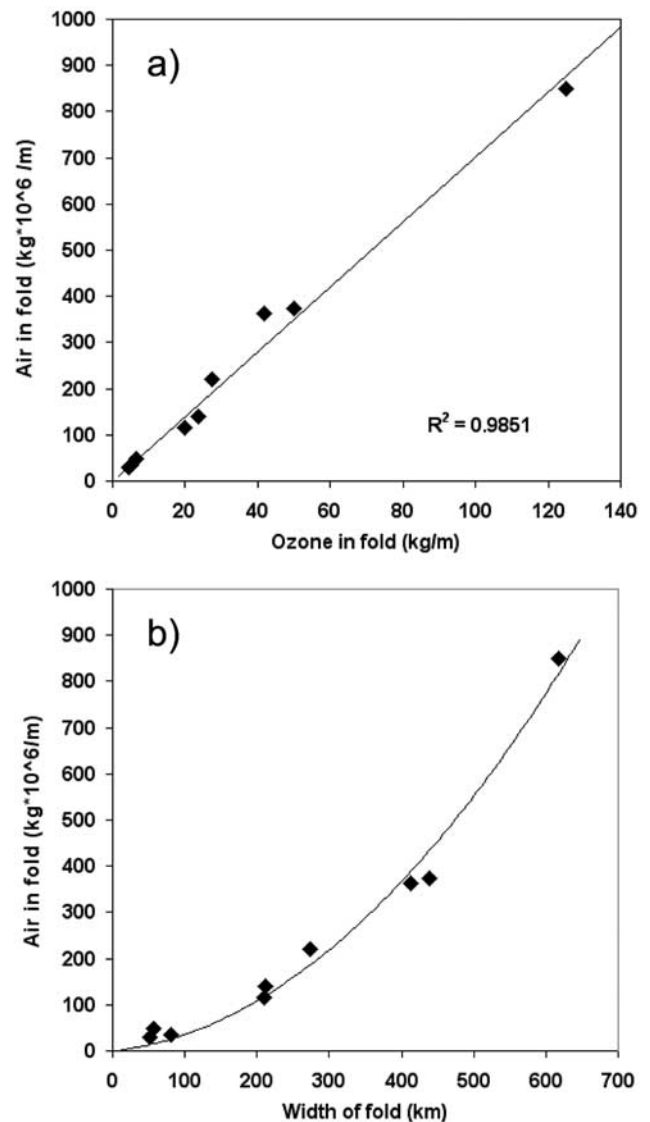 a)
1000
900
800
700
600
500
400
300
200
100
0
Air in fold (kg*10^6 /m)
R² = 0.9851
0 20 40 60 80 100 120 140
Ozone in fold (kg/m)
b)
1000
900
800
700
600
500
400
300
200
100
0
Air in fold (kg*10^6/m)
0 100 200 300 400 500 600 700
Width of fold (km)